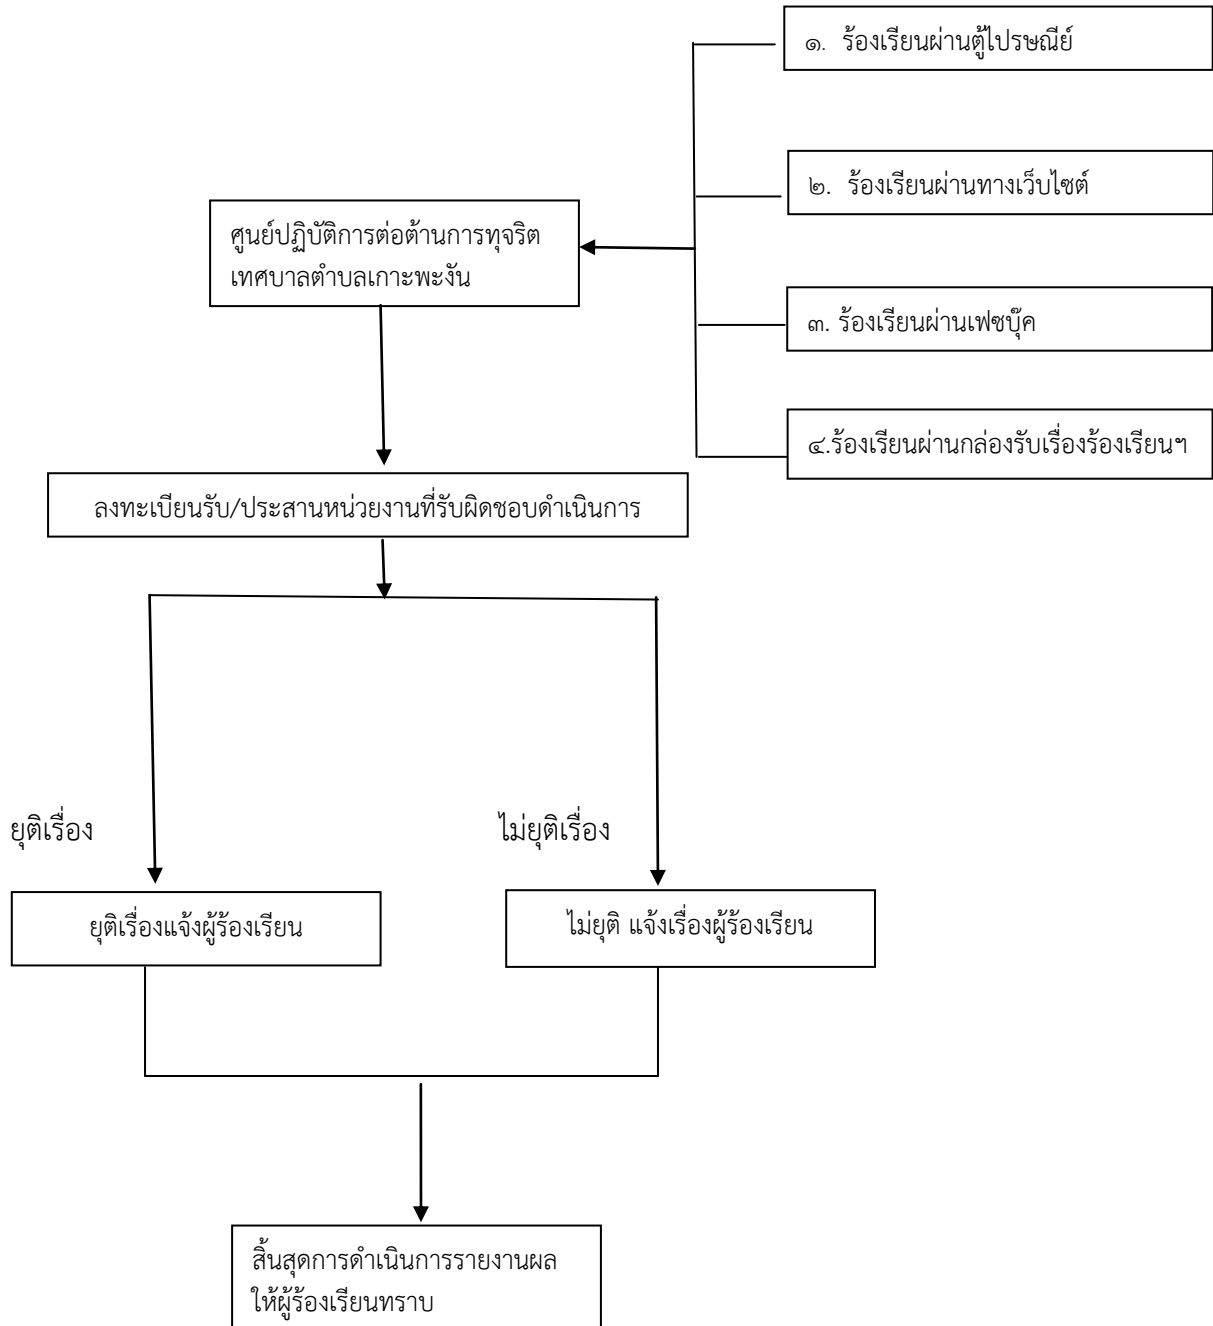 ๑. ร้องเรียนผ่านตู้ไปรษณีย์
๒. ร้องเรียนผ่านทางเว็บไซต์
ศูนย์ปฏิบัติการต่อต้านการทุจริต
เทศบาลตำบลเกาะพะงัน
๓. ร้องเรียนผ่านเฟซบุ๊ค
๔.ร้องเรียนผ่านกล่องรับเรื่องร้องเรียนฯ
ลงทะเบียนรับ/ประสานหน่วยงานที่รับผิดชอบดำเนินการ
ยุติเรื่อง
ไม่ยุติเรื่อง
ยุติเรื่องแจ้งผู้ร้องเรียน
ไม่ยุติ แจ้งเรื่องผู้ร้องเรียน
สิ้นสุดการดำเนินการรายงานผล
ให้ผู้ร้องเรียนทราบ